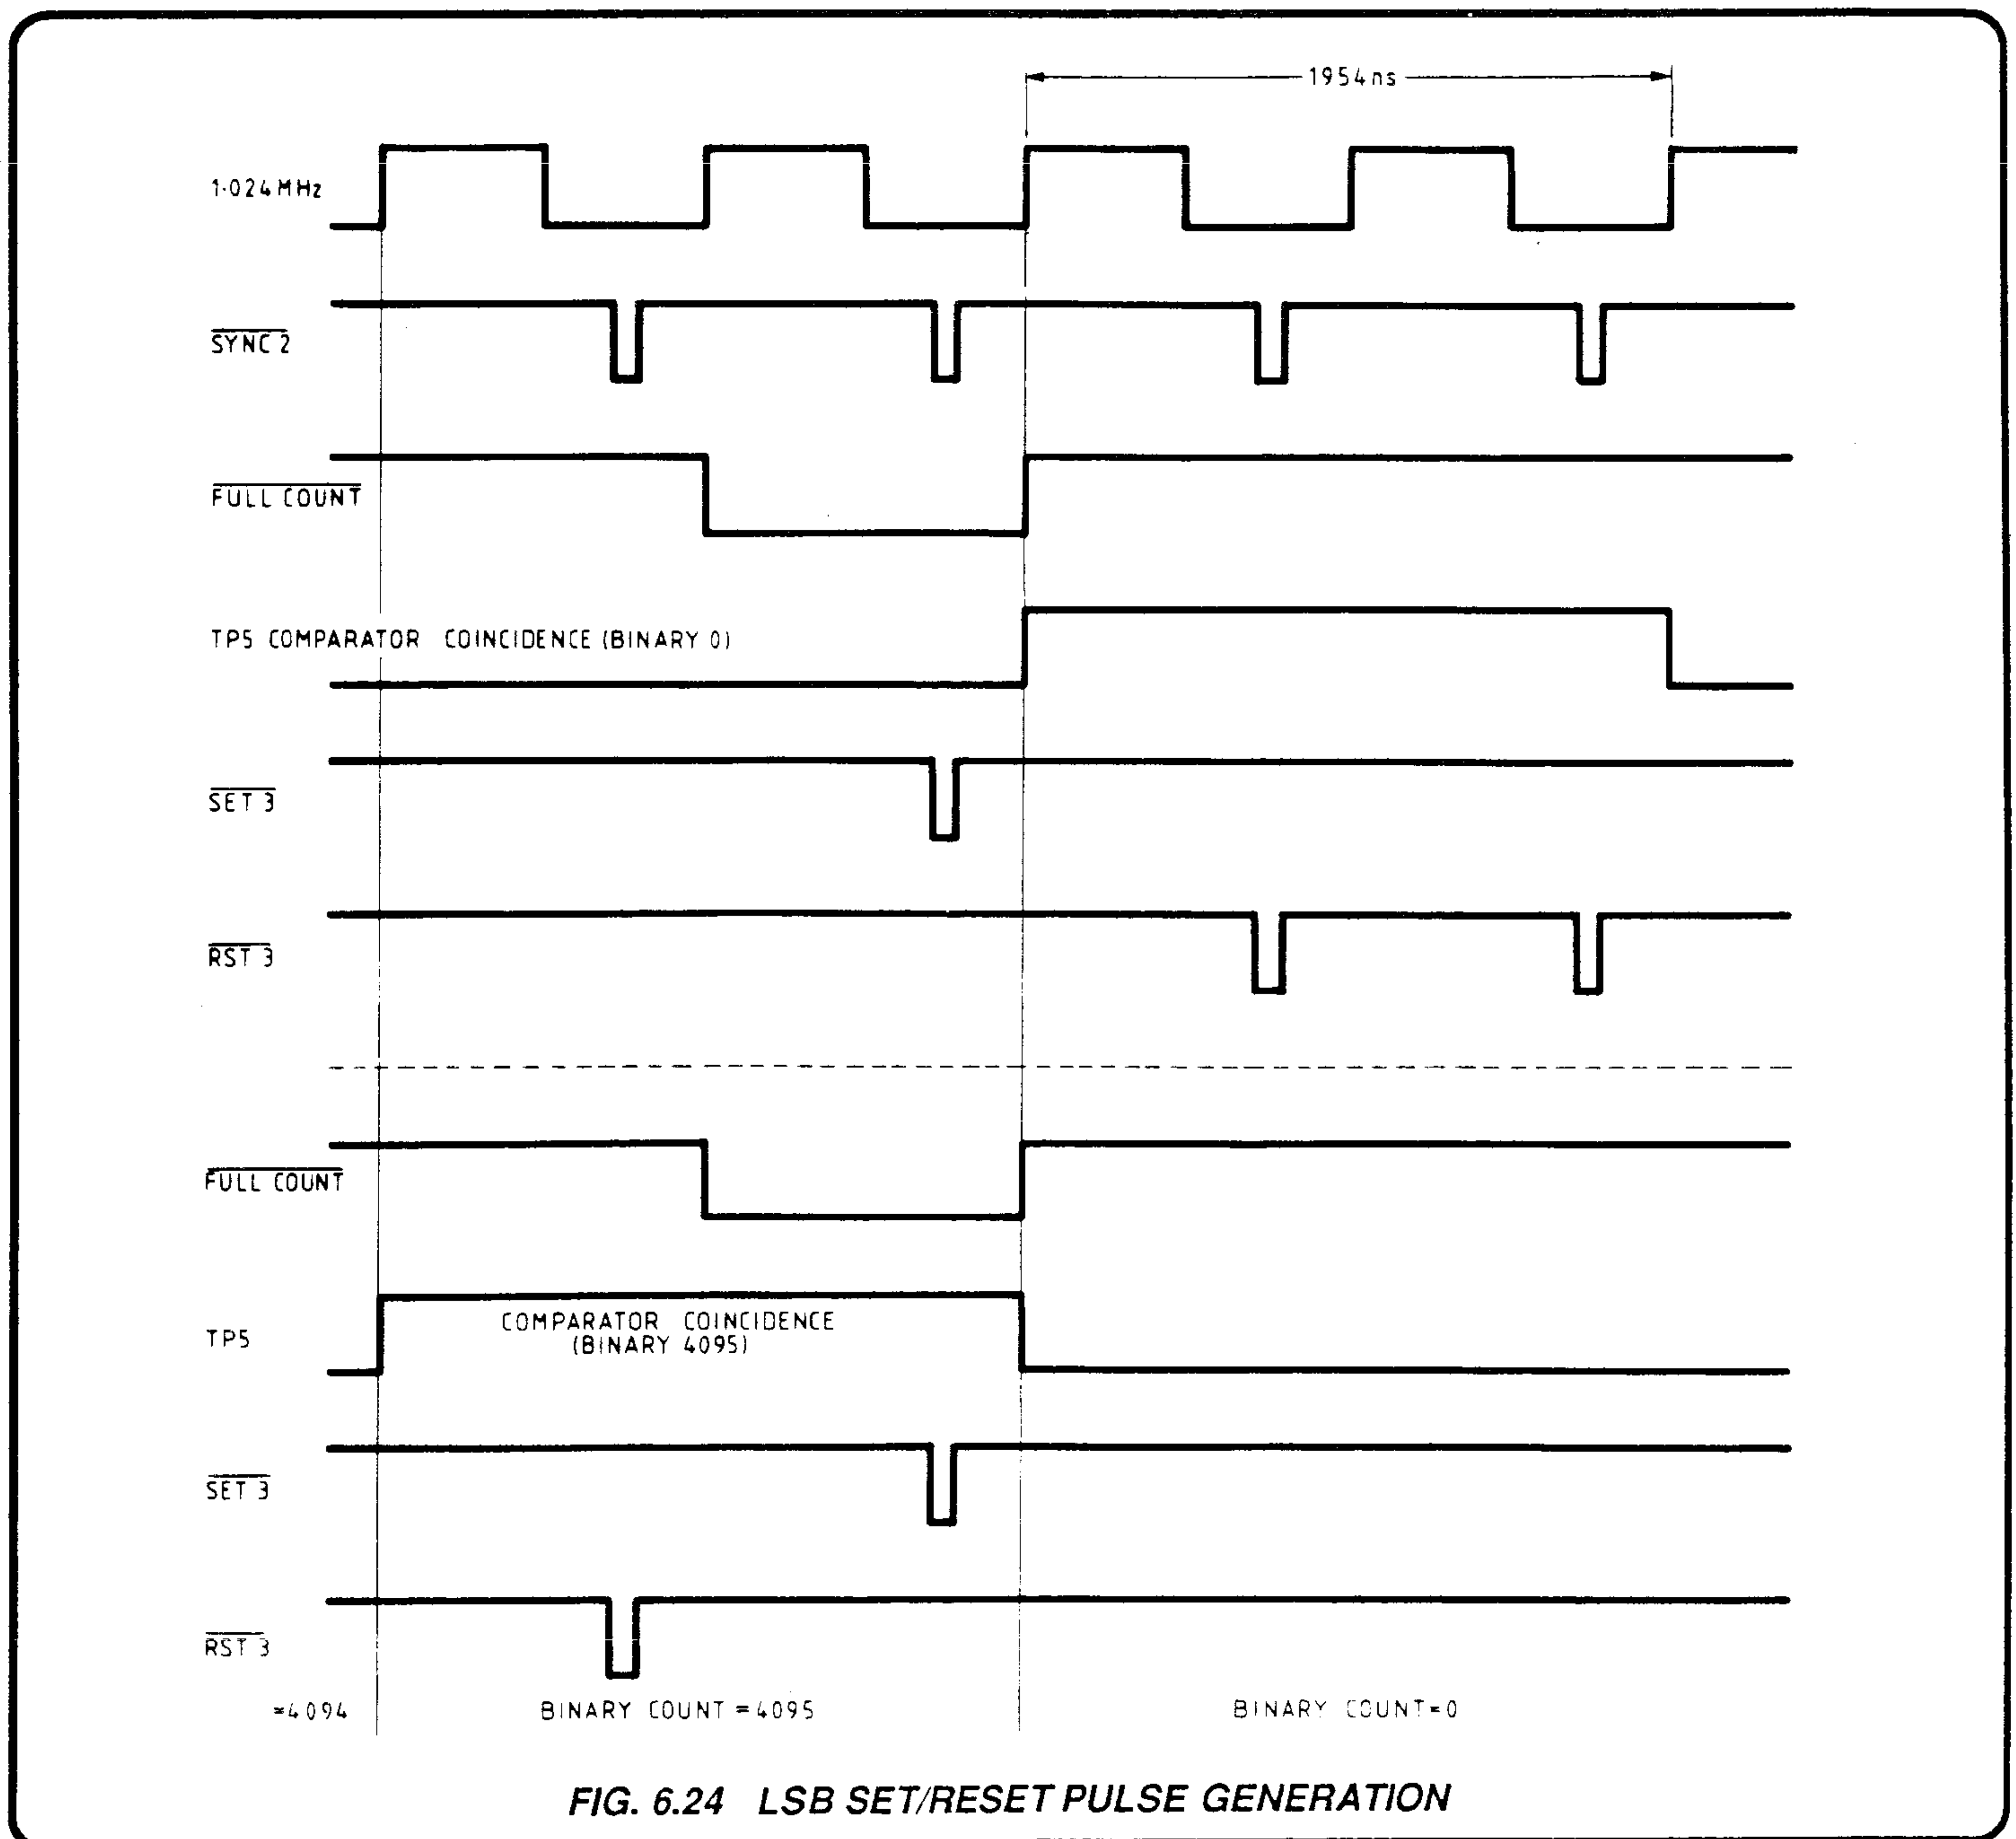 1954ns
1·024MHz
SYNC 2
FULL COUNT
TP5 COMPARATOR COINCIDENCE (BINARY 0)
SET 3
RST 3
FULL COUNT
COMPARATOR COINCIDENCE
(BINARY 4095)
TP5
SET 3
RST 3
=4094 BINARY COUNT = 4095 BINARY COUNT=0
FIG. 6.24 LSB SET/RESET PULSE GENERATION